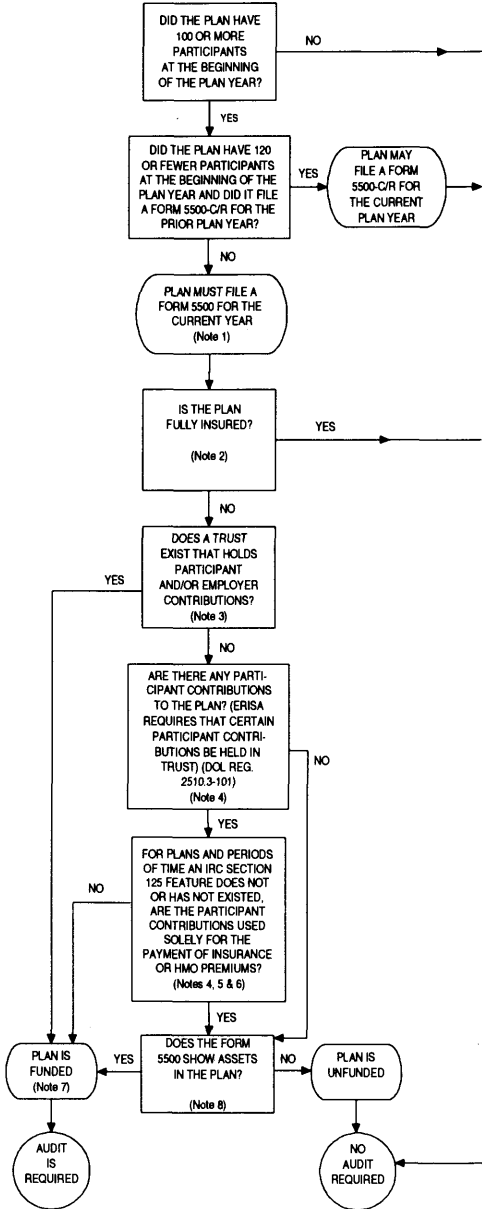 DID THE PLAN HAVE
100 OR MORE
PARTICIPANTS
AT THE BEGINNING
OF THE PLAN YEAR?
NO
YES
DID THE PLAN HAVE 120
OR FEWER PARTICIPANTS
AT THE BEGINNING OF THE
PLAN YEAR AND DID IT FILE
A FORM 5500-C/R FOR THE
PRIOR PLAN YEAR?
YES
PLAN MAY
FILE A FORM
5500-C/R FOR
THE CURRENT
PLAN YEAR
NO
PLAN MUST FILE A
FORM 5500 FOR THE
CURRENT YEAR
(Note 1)
IS THE PLAN
FULLY INSURED?
(Note 2)
YES
NO
DOES A TRUST
EXIST THAT HOLDS
PARTICIPANT
AND/OR EMPLOYER
CONTRIBUTIONS?
(Note 3)
YES
NO
ARE THERE ANY PARTI-
CIPANT CONTRIBUTIONS
TO THE PLAN? (ERISA
REQUIRES THAT CERTAIN
PARTICIPANT CONTRI-
BUTIONS BE HELD IN
TRUST) (DOL REG.
2510.3-101)
(Note 4)
NO
YES
FOR PLANS AND PERIODS
OF TIME AN IRC SECTION
125 FEATURE DOES NOT
OR HAS NOT EXISTED,
ARE THE PARTICIPANT
CONTRIBUTIONS USED
SOLELY FOR THE
PAYMENT OF INSURANCE
OR HMO PREMIUMS?
(Notes 4, 5 & 6)
NO
YES
DOES THE FORM
5500 SHOW ASSETS
IN THE PLAN?
(Note 8)
YES
NO
PLAN IS
FUNDED
(Note 7)
PLAN IS
UNFUNDED
AUDIT
IS
REQUIRED
NO
AUDIT
REQUIRED